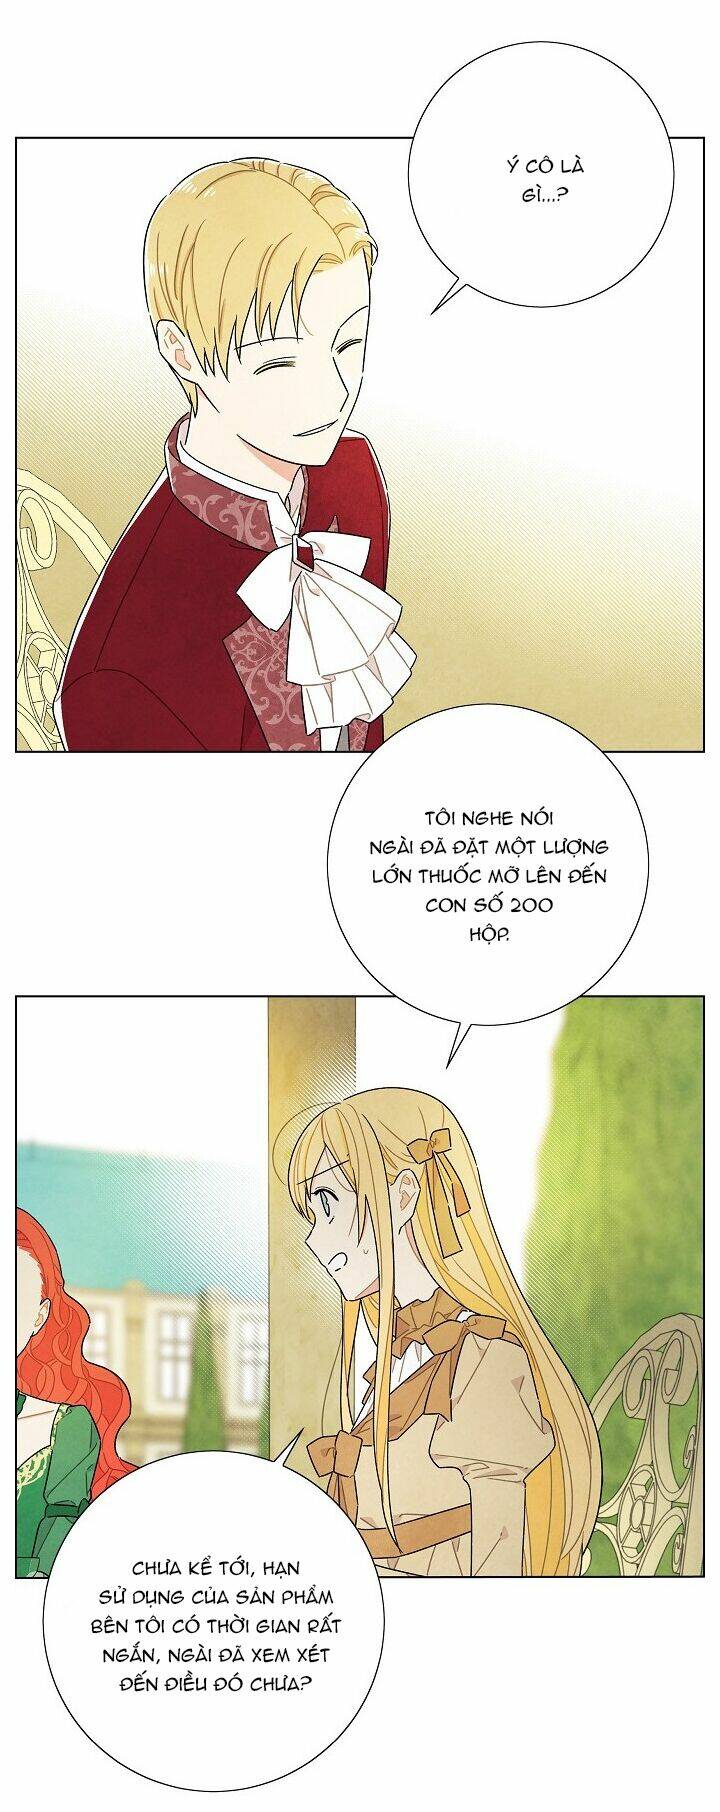 Ý CÔ LÀ
GÌ...?
TÔI NGHE NÓI
NGÀI ĐÃ ĐẶT MỘT LƯỢNG
LỚN THUỐC MỠ LÊN ĐẾN
CON SỐ 200
HỘP.
CHƯA KỂ TỚI, HẠN
SỬ DỤNG CỦA SẢN PHẨM
BÊN TÔI CÓ THỜI GIAN RẤT
NGẮN, NGÀI ĐÃ XEM XÉT
ĐẾN ĐIỀU ĐÓ CHƯA?